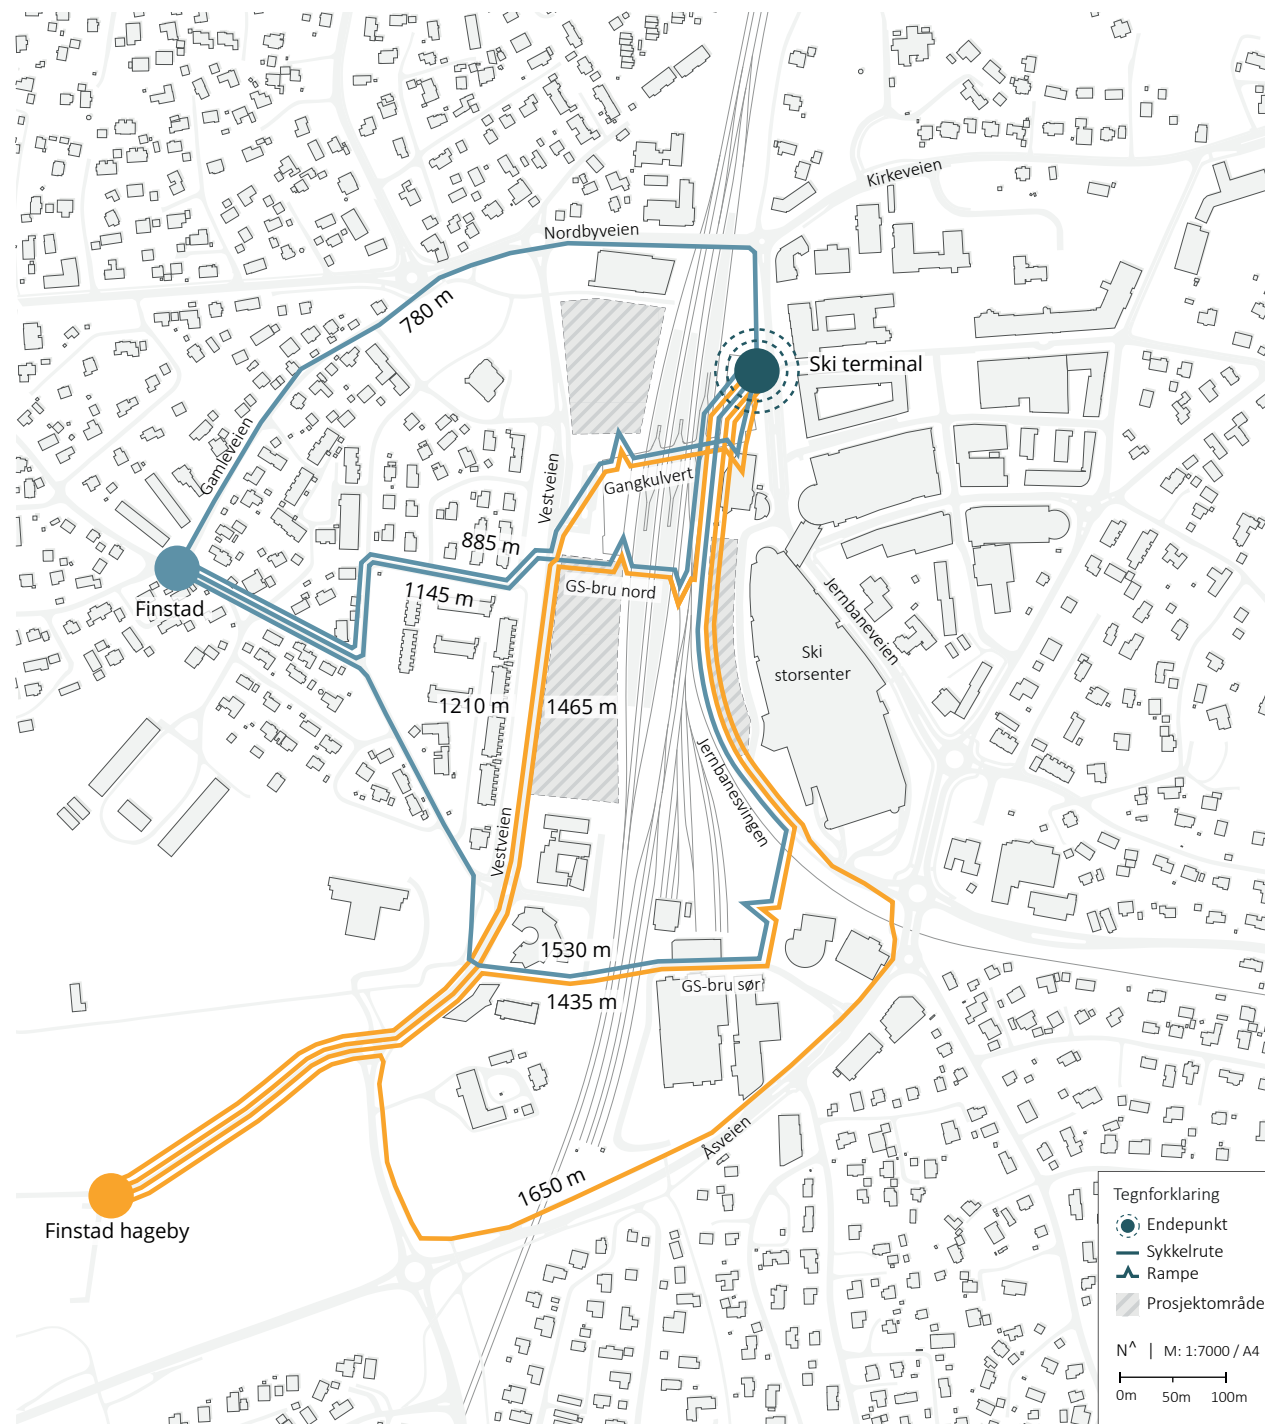 Kirkeveien
Nordbyveien
780 m
Ski terminal
Gamleveien
Vestveien
Gangkulvert
885 m
1145 m
GS-bru nord
Finstad
Jernbaneveien
Ski
storsenter
1210 m
1465 m
Jernbanesvingen
Vestveien
1530 m
1435 m
GS-bru sør
Åsveien
1650 m
Finstad hageby
Tegnforklaring
Endepunkt
Sykkelrute
Rampe
Prosjektområde
N^ | M: 1:7000 / A4
0m 50m 100m